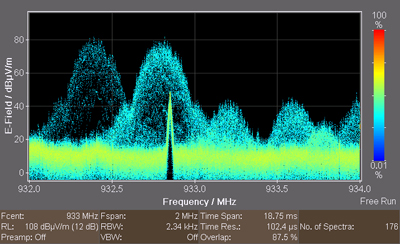 100
%
80
60
40
20
0
E-Field / dBµV/m
0.01
%
932.0
932.5
933.0
933.5
934.0
Frequency / MHz
Free Run
Fcent: 933 MHz Fspan: 2 MHz Time Span: 18.75 ms
RL: 108 dBµV/m (12 dB) RBW: 2.34 kHz Time Res.: 102.4 µs No. of Spectra: 176
Preamp: Off VBW: Off Overlap: 87.5 %